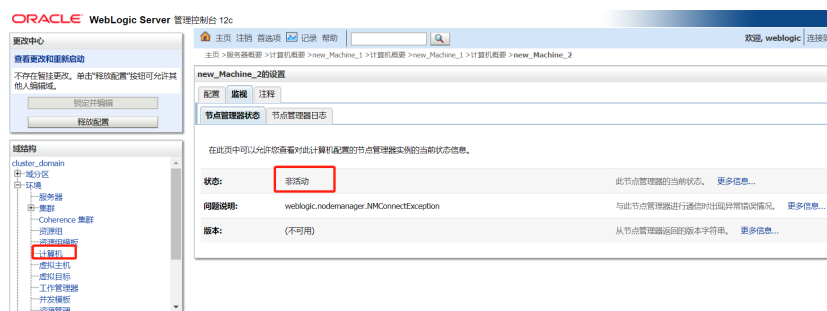 ORACLE WebLogic Server 管理控制台 12c
更改中心
查看更改和重新启动
不存在暂挂更改。单击"释放配置"按钮可允许其
他人编辑域。
锁定并编辑
释放配置
域结构
cluster_domain
域分区
环境
服务器
集群
Coherence 集群
资源组
资源组模板
计算机
虚拟主机
虚拟目标
工作管理器
并发模板
资源管理
主页 注销 首选项 记录 帮助
欢迎, weblogic
主页 >服务器概要 >计算机概要 >new_Machine_1 >计算机概要 >new_Machine_1 >计算机概要 >new_Machine_2
new_Machine_2的设置
配置 监视 注释
节点管理器状态 节点管理器日志
在此页中可以允许您查看对此计算机配置的节点管理器实例的当前状态信息。
状态: 非活动 此节点管理器的当前状态。 更多信息...
问题说明: weblogic.nodemanager.NMConnectException 与此节点管理器进行通信时出现异常错误情况。 更多信息...
版本: (不可用) 从节点管理器返回的版本字符串。 更多信息...